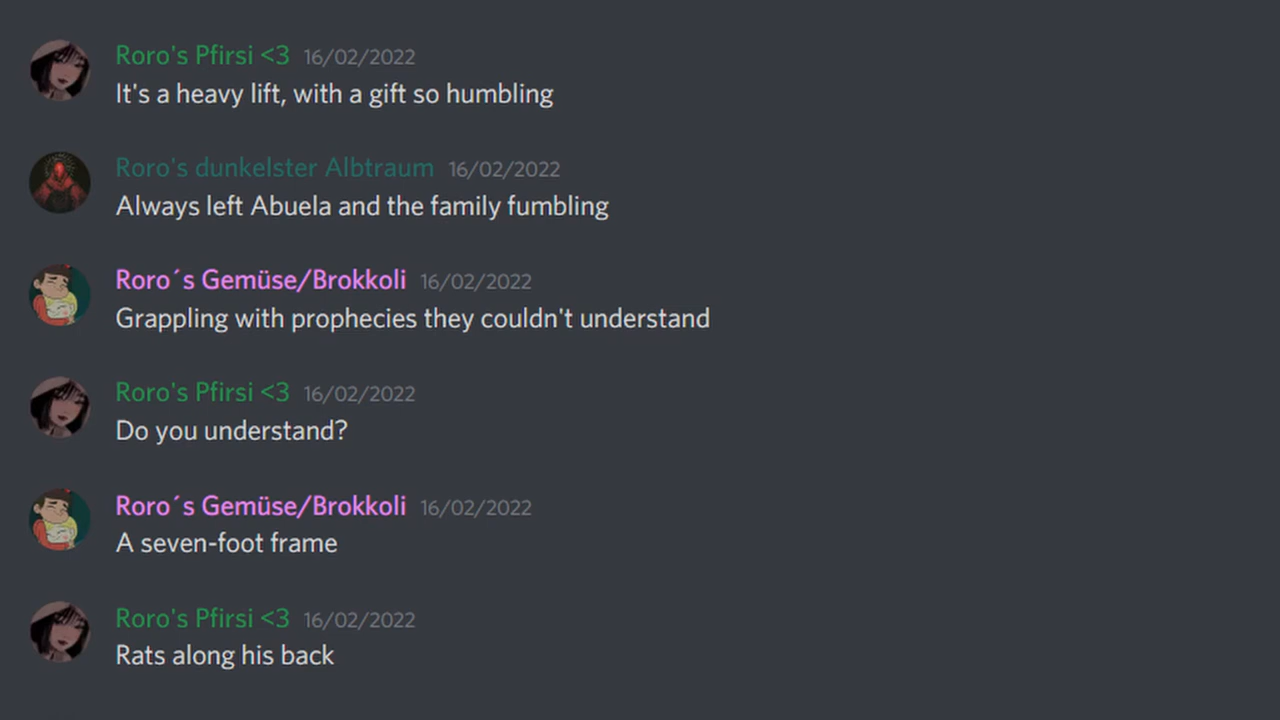 Roro's Pfirsi <3 16/02/2022
It's a heavy lift, with a gift so humbling
Roro's dunkelster Albtraum 16/02/2022
Always left Abuela and the family fumbling
Roro´s Gemüse/Brokkoli 16/02/2022
Grappling with prophecies they couldn't understand
Roro's Pfirsi <3 16/02/2022
Do you understand?
Roro´s Gemüse/Brokkoli 16/02/2022
A seven-foot frame
Roro's Pfirsi <3 16/02/2022
Rats along his back